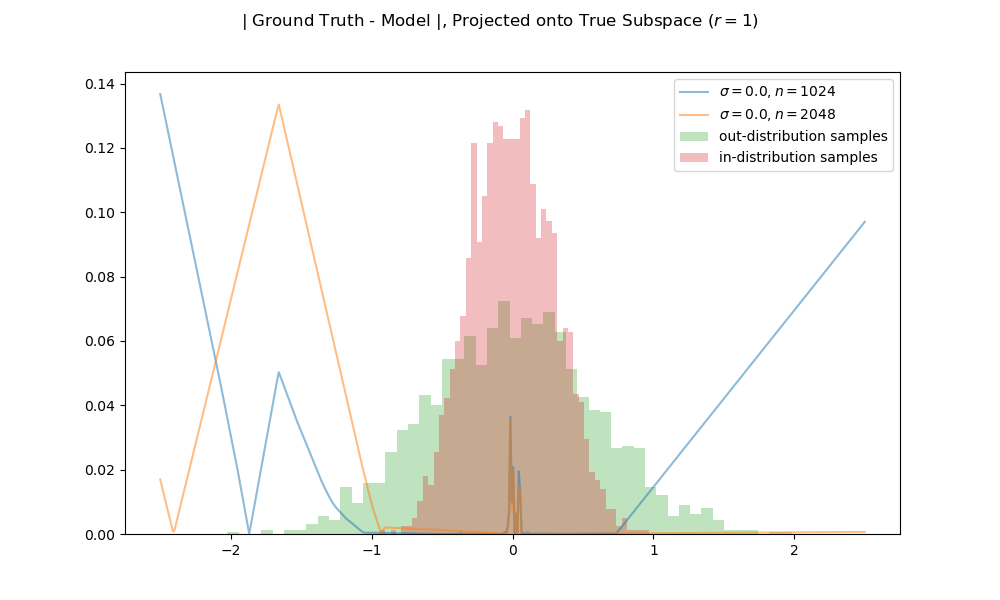 | Ground Truth - Model |, Projected onto True Subspace (r = 1)
0.14
0.12
0.10
0.08
0.06
0.04
0.02
0.00
σ = 0.0, n = 1024
σ = 0.0, n = 2048
out-distribution samples
in-distribution samples
−2
−1
0
1
2